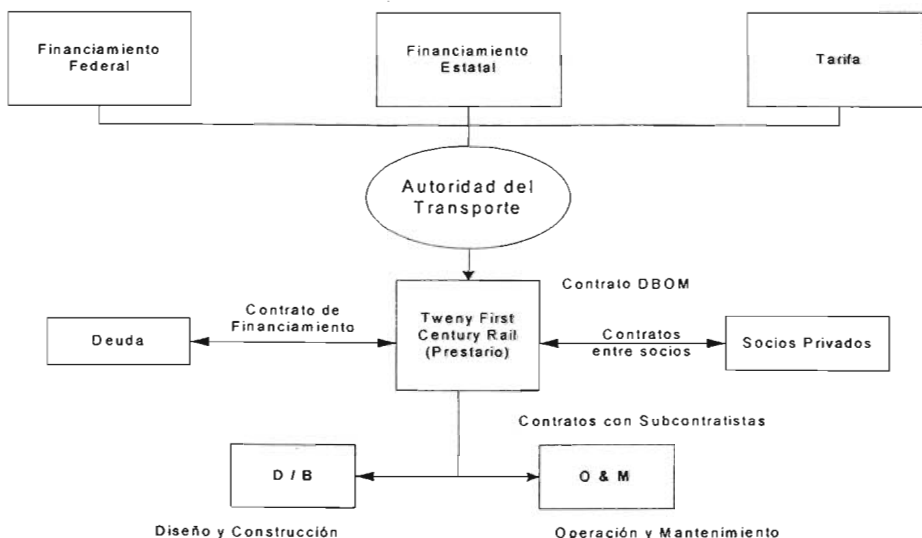 Financiamiento
Federal
Financiamiento
Estatal
Tarifa
Autoridad del
Transporte
Contrato DBOM
Contrato de
Financiamiento
Deuda
Tweny First
Century Rail
(Prestario)
Contratos
entre socios
Socios Privados
Contratos con Subcontratistas
D / B
O & M
Diseño y Construcción
Operación y Mantenimiento